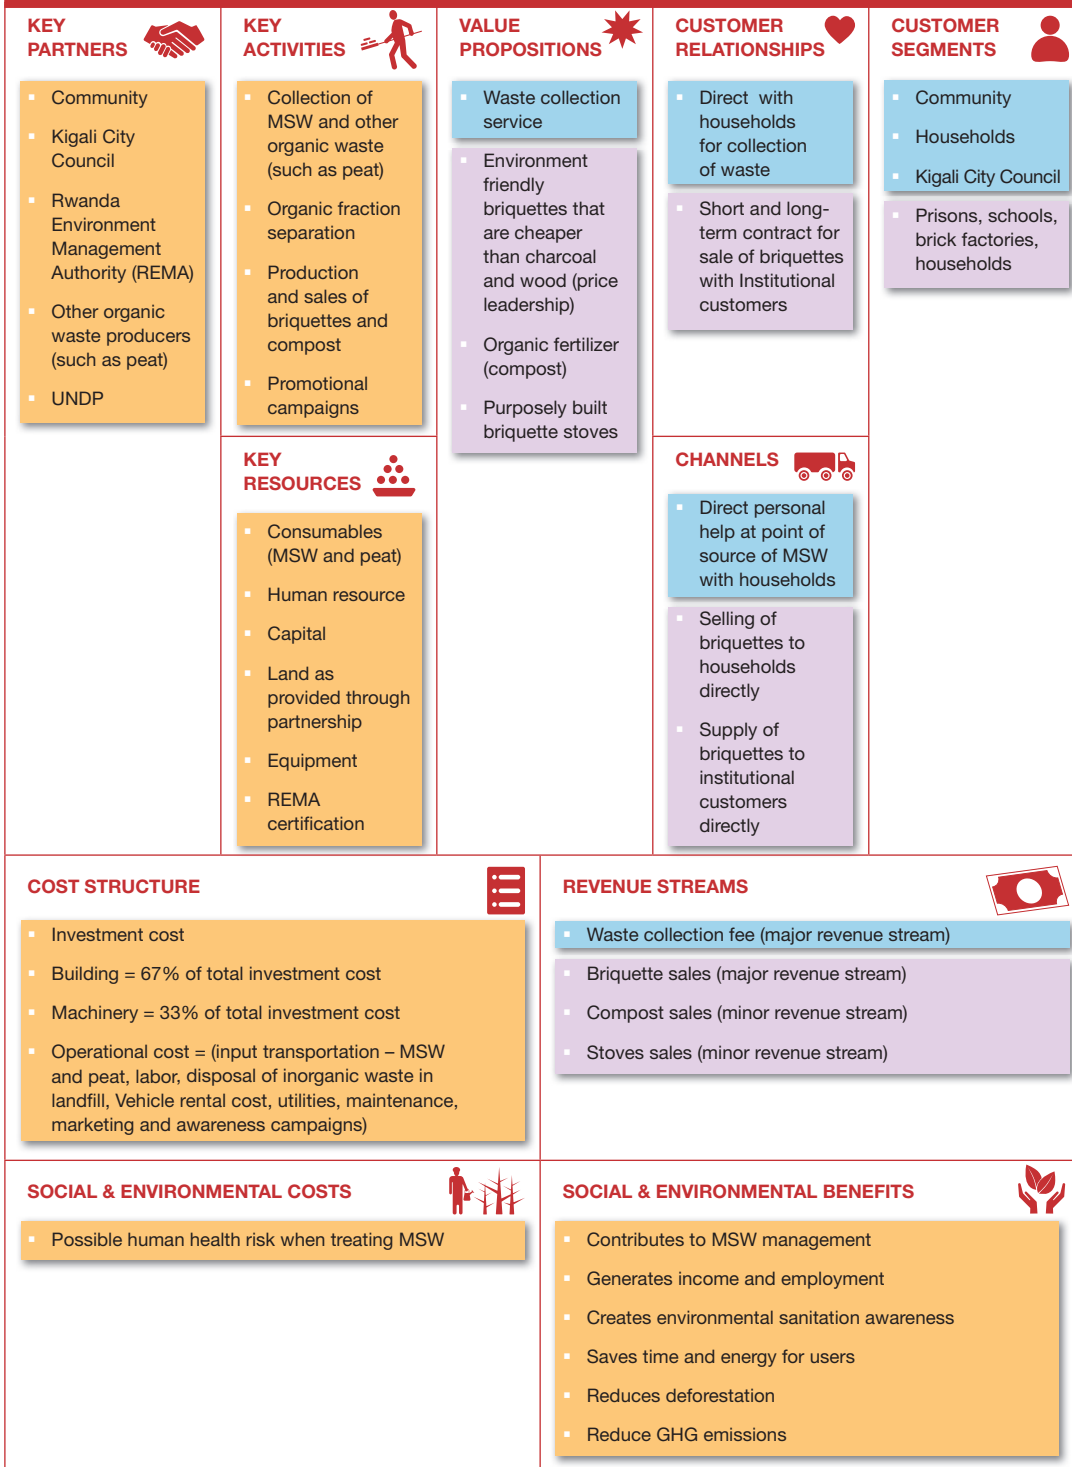 KEY
PARTNERS
Community
Kigali City
Council
Rwanda
Environment
Management
Authority (REMA)
Other organic
waste producers
(such as peat)
UNDP
KEY
ACTIVITIES
Collection of
MSW and other
organic waste
(such as peat)
Organic fraction
separation
Production
and sales of
briquettes and
compost
Promotional
campaigns
KEY
RESOURCES
Consumables
(MSW and peat)
Human resource
Capital
Land as
provided through
partnership
Equipment
REMA
certification
VALUE
PROPOSITIONS
Waste collection
service
Environment
friendly
briquettes that
are cheaper
than charcoal
and wood (price
leadership)
Organic fertilizer
(compost)
Purposely built
briquette stoves
CUSTOMER
RELATIONSHIPS
Direct with
households
for collection
of waste
Short and long-
term contract for
sale of briquettes
with Institutional
customers
CHANNELS
Direct personal
help at point of
source of MSW
with households
Selling of
briquettes to
households
directly
Supply of
briquettes to
institutional
customers
directly
CUSTOMER
SEGMENTS
Community
Households
Kigali City Council
Prisons, schools,
brick factories,
households
COST STRUCTURE
Investment cost
Building = 67% of total investment cost
Machinery = 33% of total investment cost
Operational cost = (input transportation – MSW
and peat, labor, disposal of inorganic waste in
landfill, Vehicle rental cost, utilities, maintenance,
marketing and awareness campaigns)
REVENUE STREAMS
Waste collection fee (major revenue stream)
Briquette sales (major revenue stream)
Compost sales (minor revenue stream)
Stoves sales (minor revenue stream)
SOCIAL & ENVIRONMENTAL COSTS
Possible human health risk when treating MSW
SOCIAL & ENVIRONMENTAL BENEFITS
Contributes to MSW management
Generates income and employment
Creates environmental sanitation awareness
Saves time and energy for users
Reduces deforestation
Reduce GHG emissions